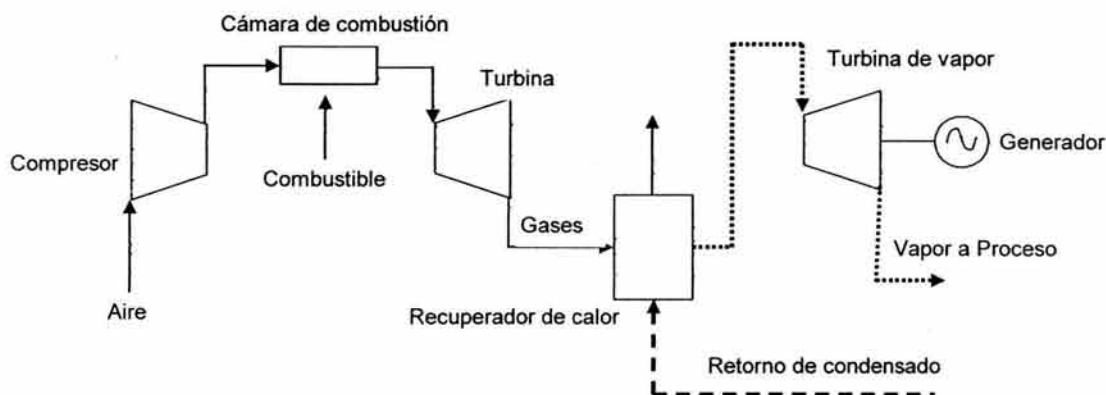 Cámara de combustión
Turbina
Turbina de vapor
Compresor
Combustible
Generador
Gases
Vapor a Proceso
Aire
Recuperador de calor
Retorno de condensado